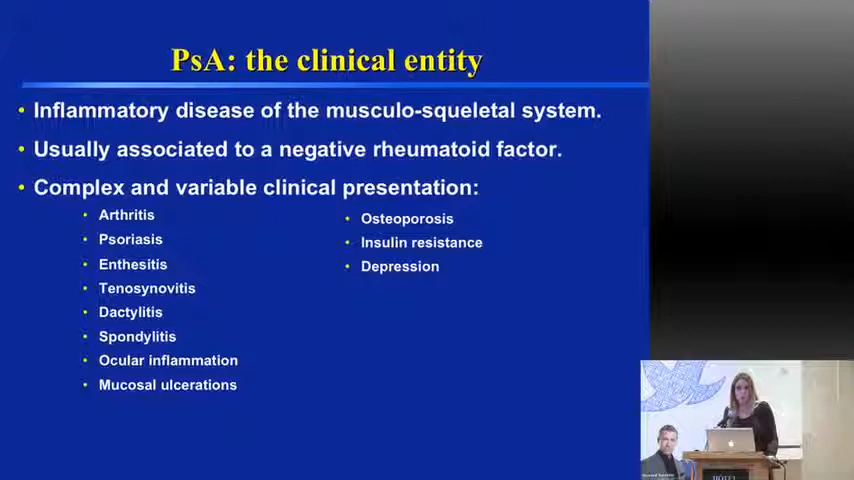 PsA: the clinical entity
• Inflammatory disease of the musculo-squeletal system.
• Usually associated to a negative rheumatoid factor.
• Complex and variable clinical presentation:
• Arthritis
• Psoriasis
• Enthesitis
• Tenosynovitis
• Dactylitis
• Spondylitis
• Ocular inflammation
• Mucosal ulcerations
• Osteoporosis
• Insulin resistance
• Depression
HÔTEL